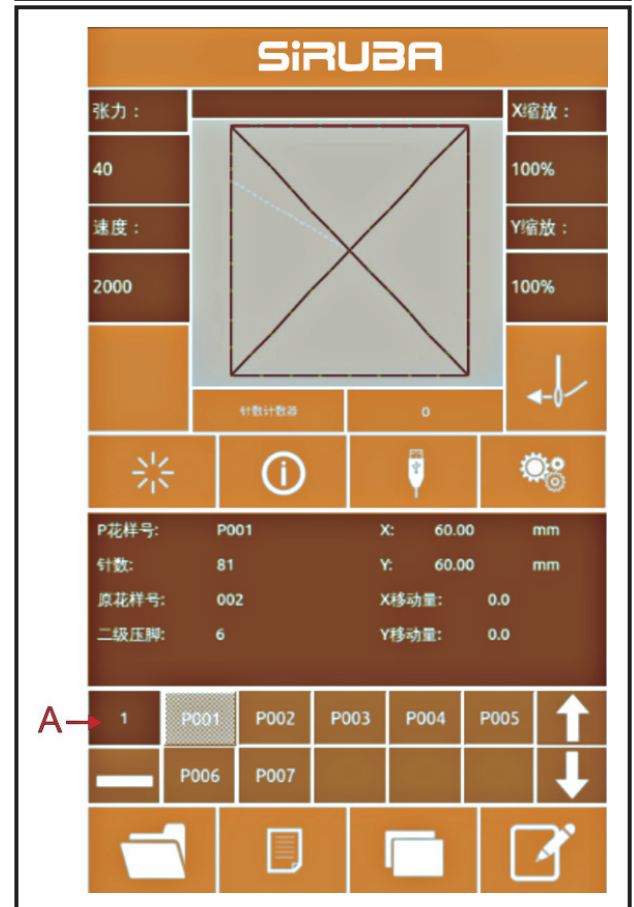 SiRUBA
张力： X缩放：
40 100%
速度： Y缩放：
2000 100%
针数计数器 0
P花样号: P001 X: 60.00 mm
针数: 81 Y: 60.00 mm
原花样号: 002 X移动量: 0.0
二级压脚: 6 Y移动量: 0.0
A 1 P001 P002 P003 P004 P005
P006 P007